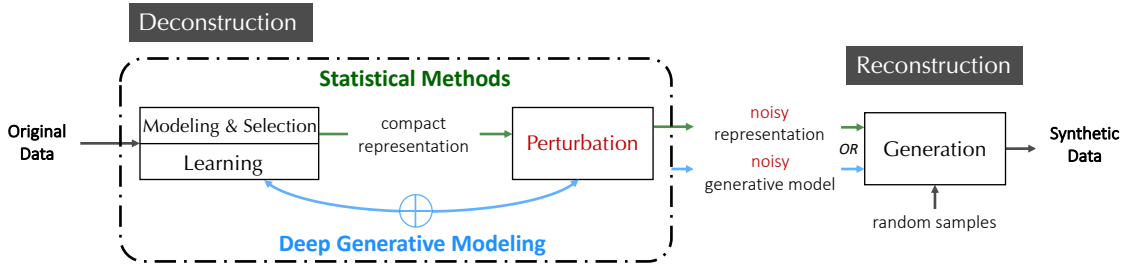 Deconstruction
Reconstruction
Statistical Methods
Original
Data
Modeling & Selection
Learning
compact
representation
Perturbation
noisy
representation
OR
noisy
generative model
Generation
Synthetic
Data
random samples
Deep Generative Modeling